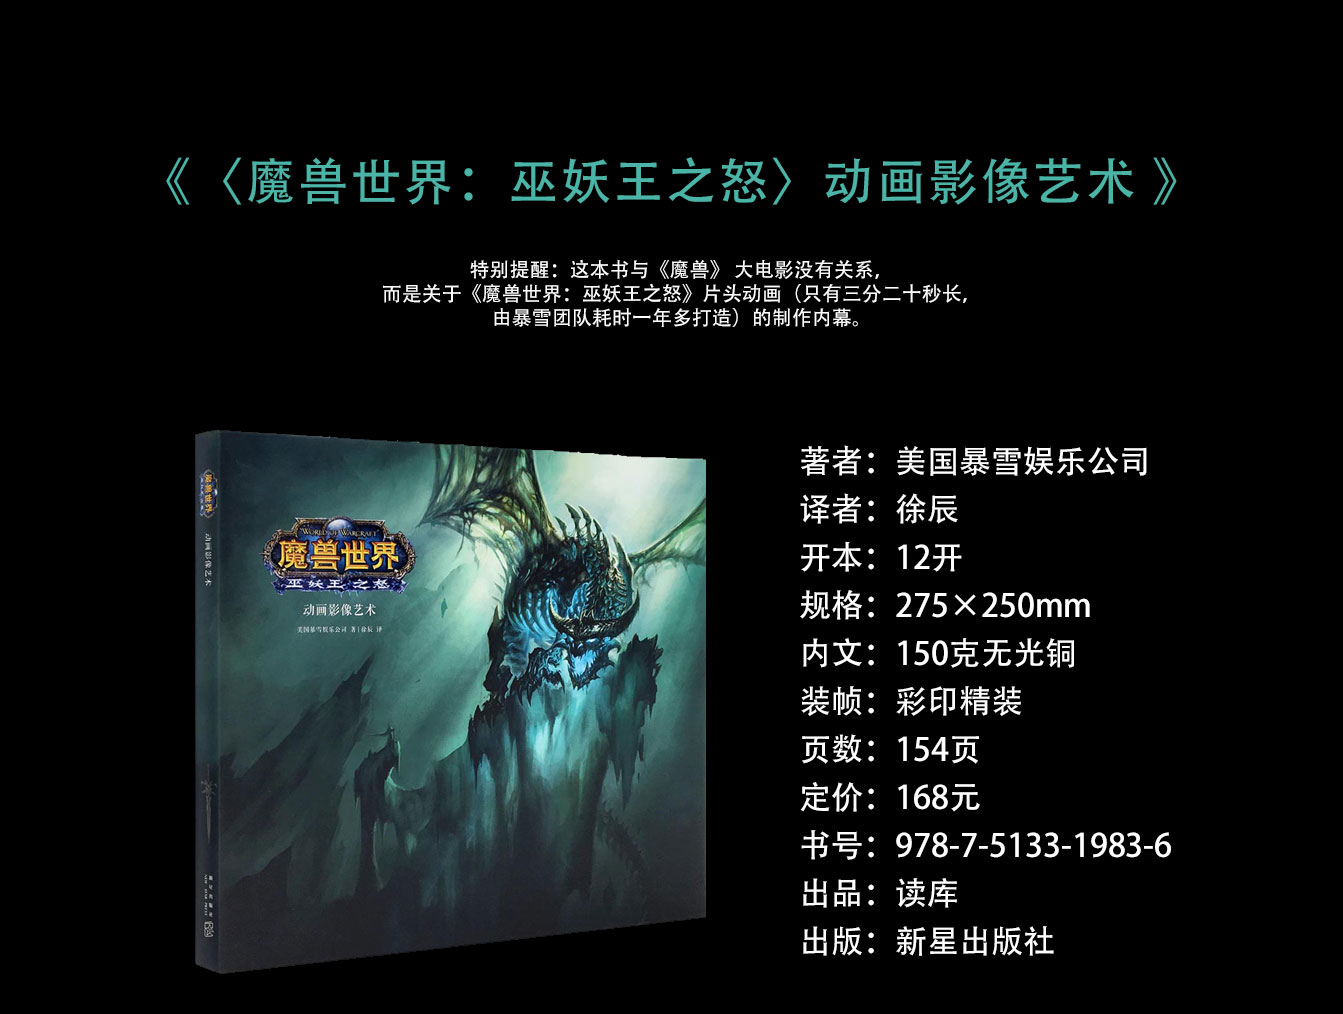 《〈魔兽世界：巫妖王之怒〉动画影像艺术 》
特别提醒：这本书与《魔兽》 大电影没有关系,
而是关于《魔兽世界：巫妖王之怒》片头动画（只有三分二十秒长,
由暴雪团队耗时一年多打造）的制作内幕。
魔兽世界
动画影像艺术
WORLD OF WARCRAFT
魔兽世界
巫妖王之怒
动画影像艺术
美国暴雪娱乐公司 著 | 徐辰 译
著者：美国暴雪娱乐公司
译者：徐辰
开本：12开
规格：275×250mm
内文：150克无光铜
装帧：彩印精装
页数：154页
定价：168元
书号：978-7-5133-1983-6
出品：读库
出版：新星出版社